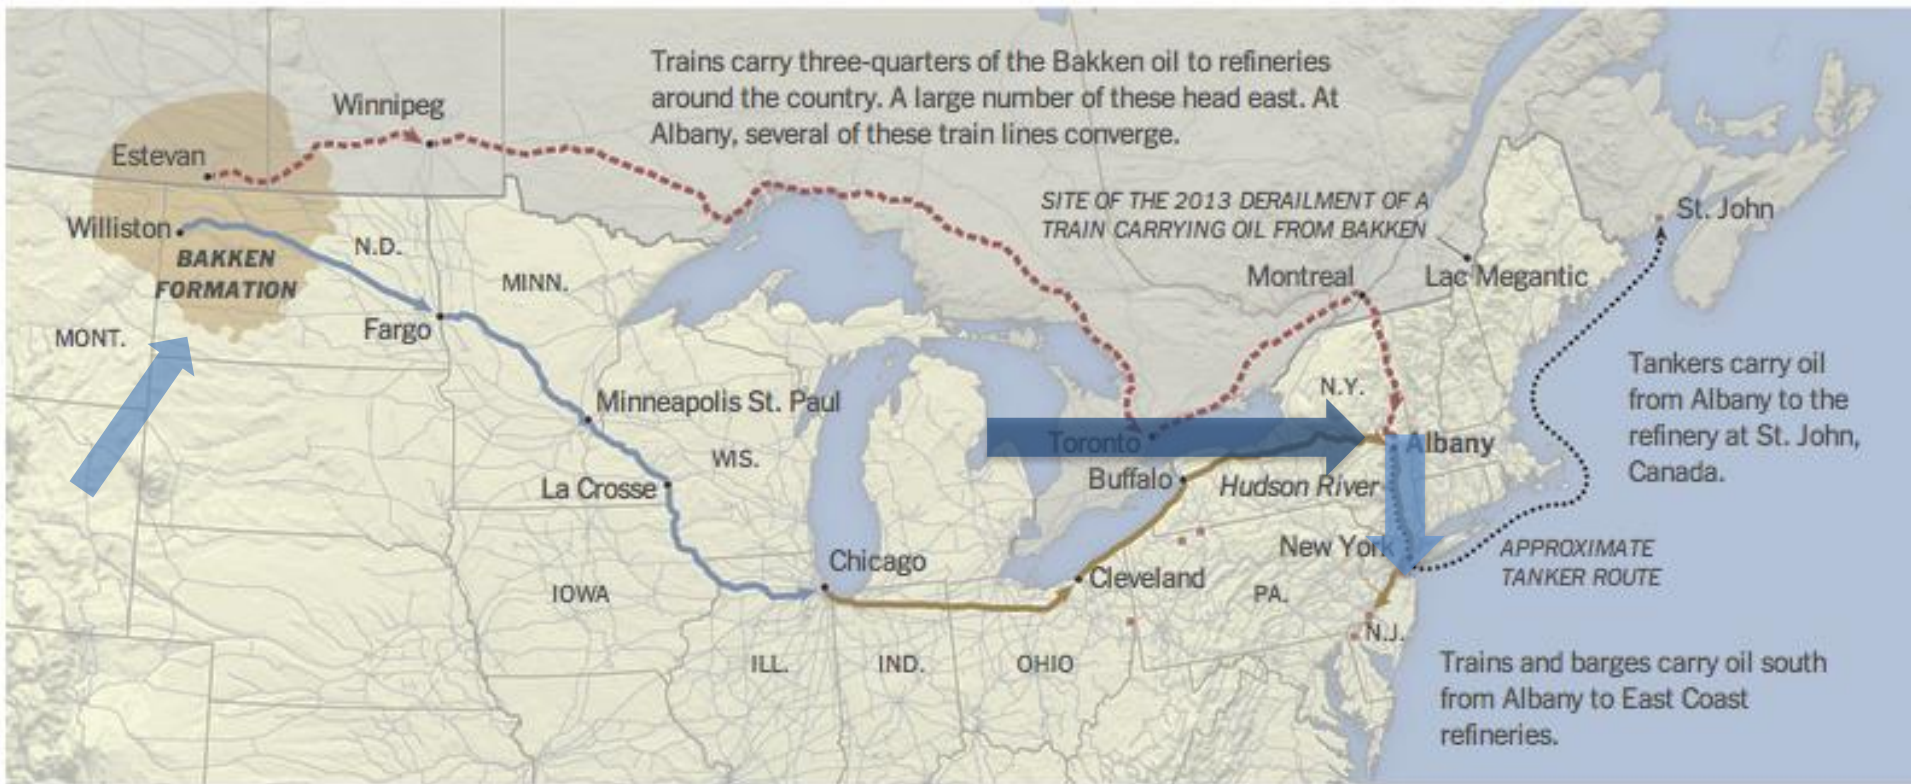 Trains carry three-quarters of the Bakken oil to refineries
around the country. A large number of these head east. At
Albany, several of these train lines converge.
Winnipeg
Estevan
Williston
BAKKEN
FORMATION
N.D.
MINN.
MONT.
Fargo
SITE OF THE 2013 DERAILMENT OF A
TRAIN CARRYING OIL FROM BAKKEN
St. John
Montreal
Lac Megantic
Minneapolis St. Paul
WIS.
La Crosse
N.Y.
Toronto
Albany
Buffalo
Hudson River
Tankers carry oil
from Albany to the
refinery at St. John,
Canada.
New York
APPROXIMATE
TANKER ROUTE
Chicago
Cleveland
IOWA
PA.
N.J.
ILL.
IND.
OHIO
Trains and barges carry oil south
from Albany to East Coast
refineries.